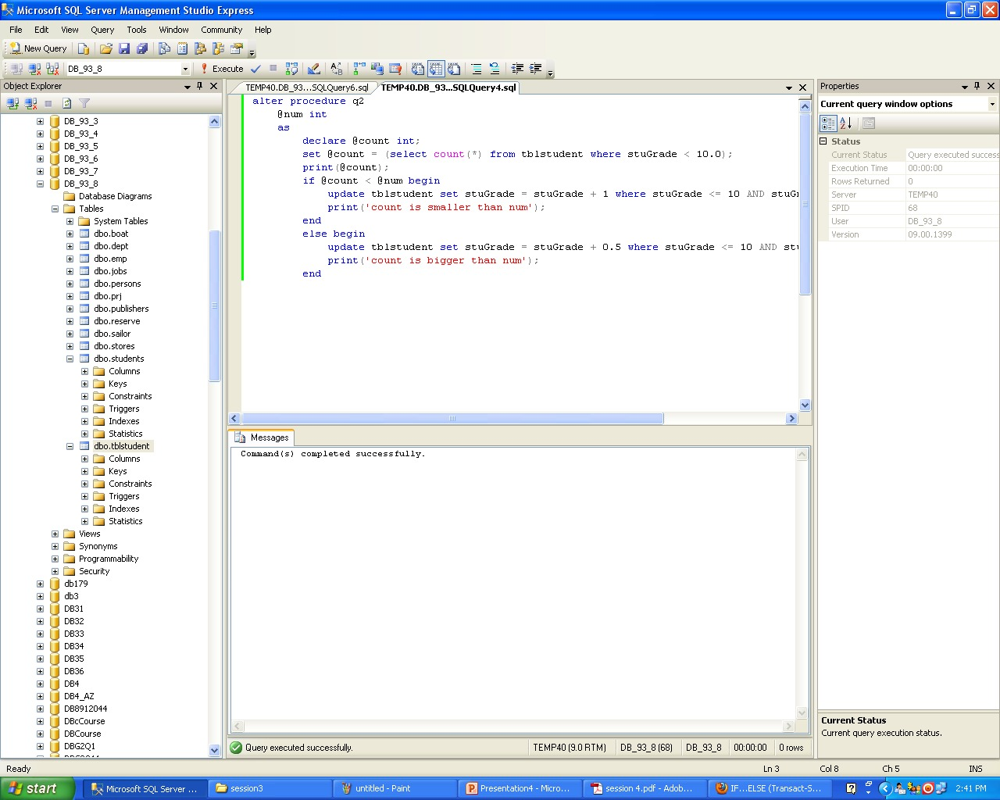 Microsoft SQL Server Management Studio Express
File Edit View Query Tools Window Community Help
New Query
DB_93_8 Execute
Object Explorer
DB_93_3
DB_93_4
DB_93_5
DB_93_6
DB_93_7
DB_93_8
Database Diagrams
Tables
System Tables
dbo.boat
dbo.dept
dbo.emp
dbo.jobs
dbo.persons
dbo.prj
dbo.publishers
dbo.reserve
dbo.sailor
dbo.stores
dbo.students
Columns
Keys
Constraints
Triggers
Indexes
Statistics
dbo.tblstudent
Columns
Keys
Constraints
Triggers
Indexes
Statistics
Views
Synonyms
Programmability
Security
db179
db3
DB31
DB32
DB33
DB34
DB35
DB36
DB4
DB4_AZ
DB8912044
DBcCourse
DBCourse
DBG2Q1
TEMP40.DB_93...SQLQuery6.sql TEMP40.DB_93...SQLQuery4.sql
alter procedure q2
@num int
as
declare @count int;
set @count = (select count(*) from tblstudent where stuGrade < 10.0);
print(@count);
if @count < @num begin
update tblstudent set stuGrade = stuGrade + 1 where stuGrade <= 10 AND stuG
print('count is smaller than num');
end
else begin
update tblstudent set stuGrade = stuGrade + 0.5 where stuGrade <= 10 AND stu
print('count is bigger than num');
end
Messages
Command(s) completed successfully.
Query executed successfully. TEMP40 (9.0 RTM) DB_93_8 (68) DB_93_8 00:00:00 0 rows
Properties
Current query window options
Status
Current Status Query executed success
Execution Time 00:00:00
Rows Returned 0
Server TEMP40
SPID 68
User DB_93_8
Version 09.00.1399
Current Status
Current query execution status.
Ready Ln 3 Col 8 Ch 5 INS
start Microsoft SQL Server ... session3 untitled - Paint Presentation4 - Micro... session 4.pdf - Adob... IF...ELSE (Transact-S... 2:41 PM